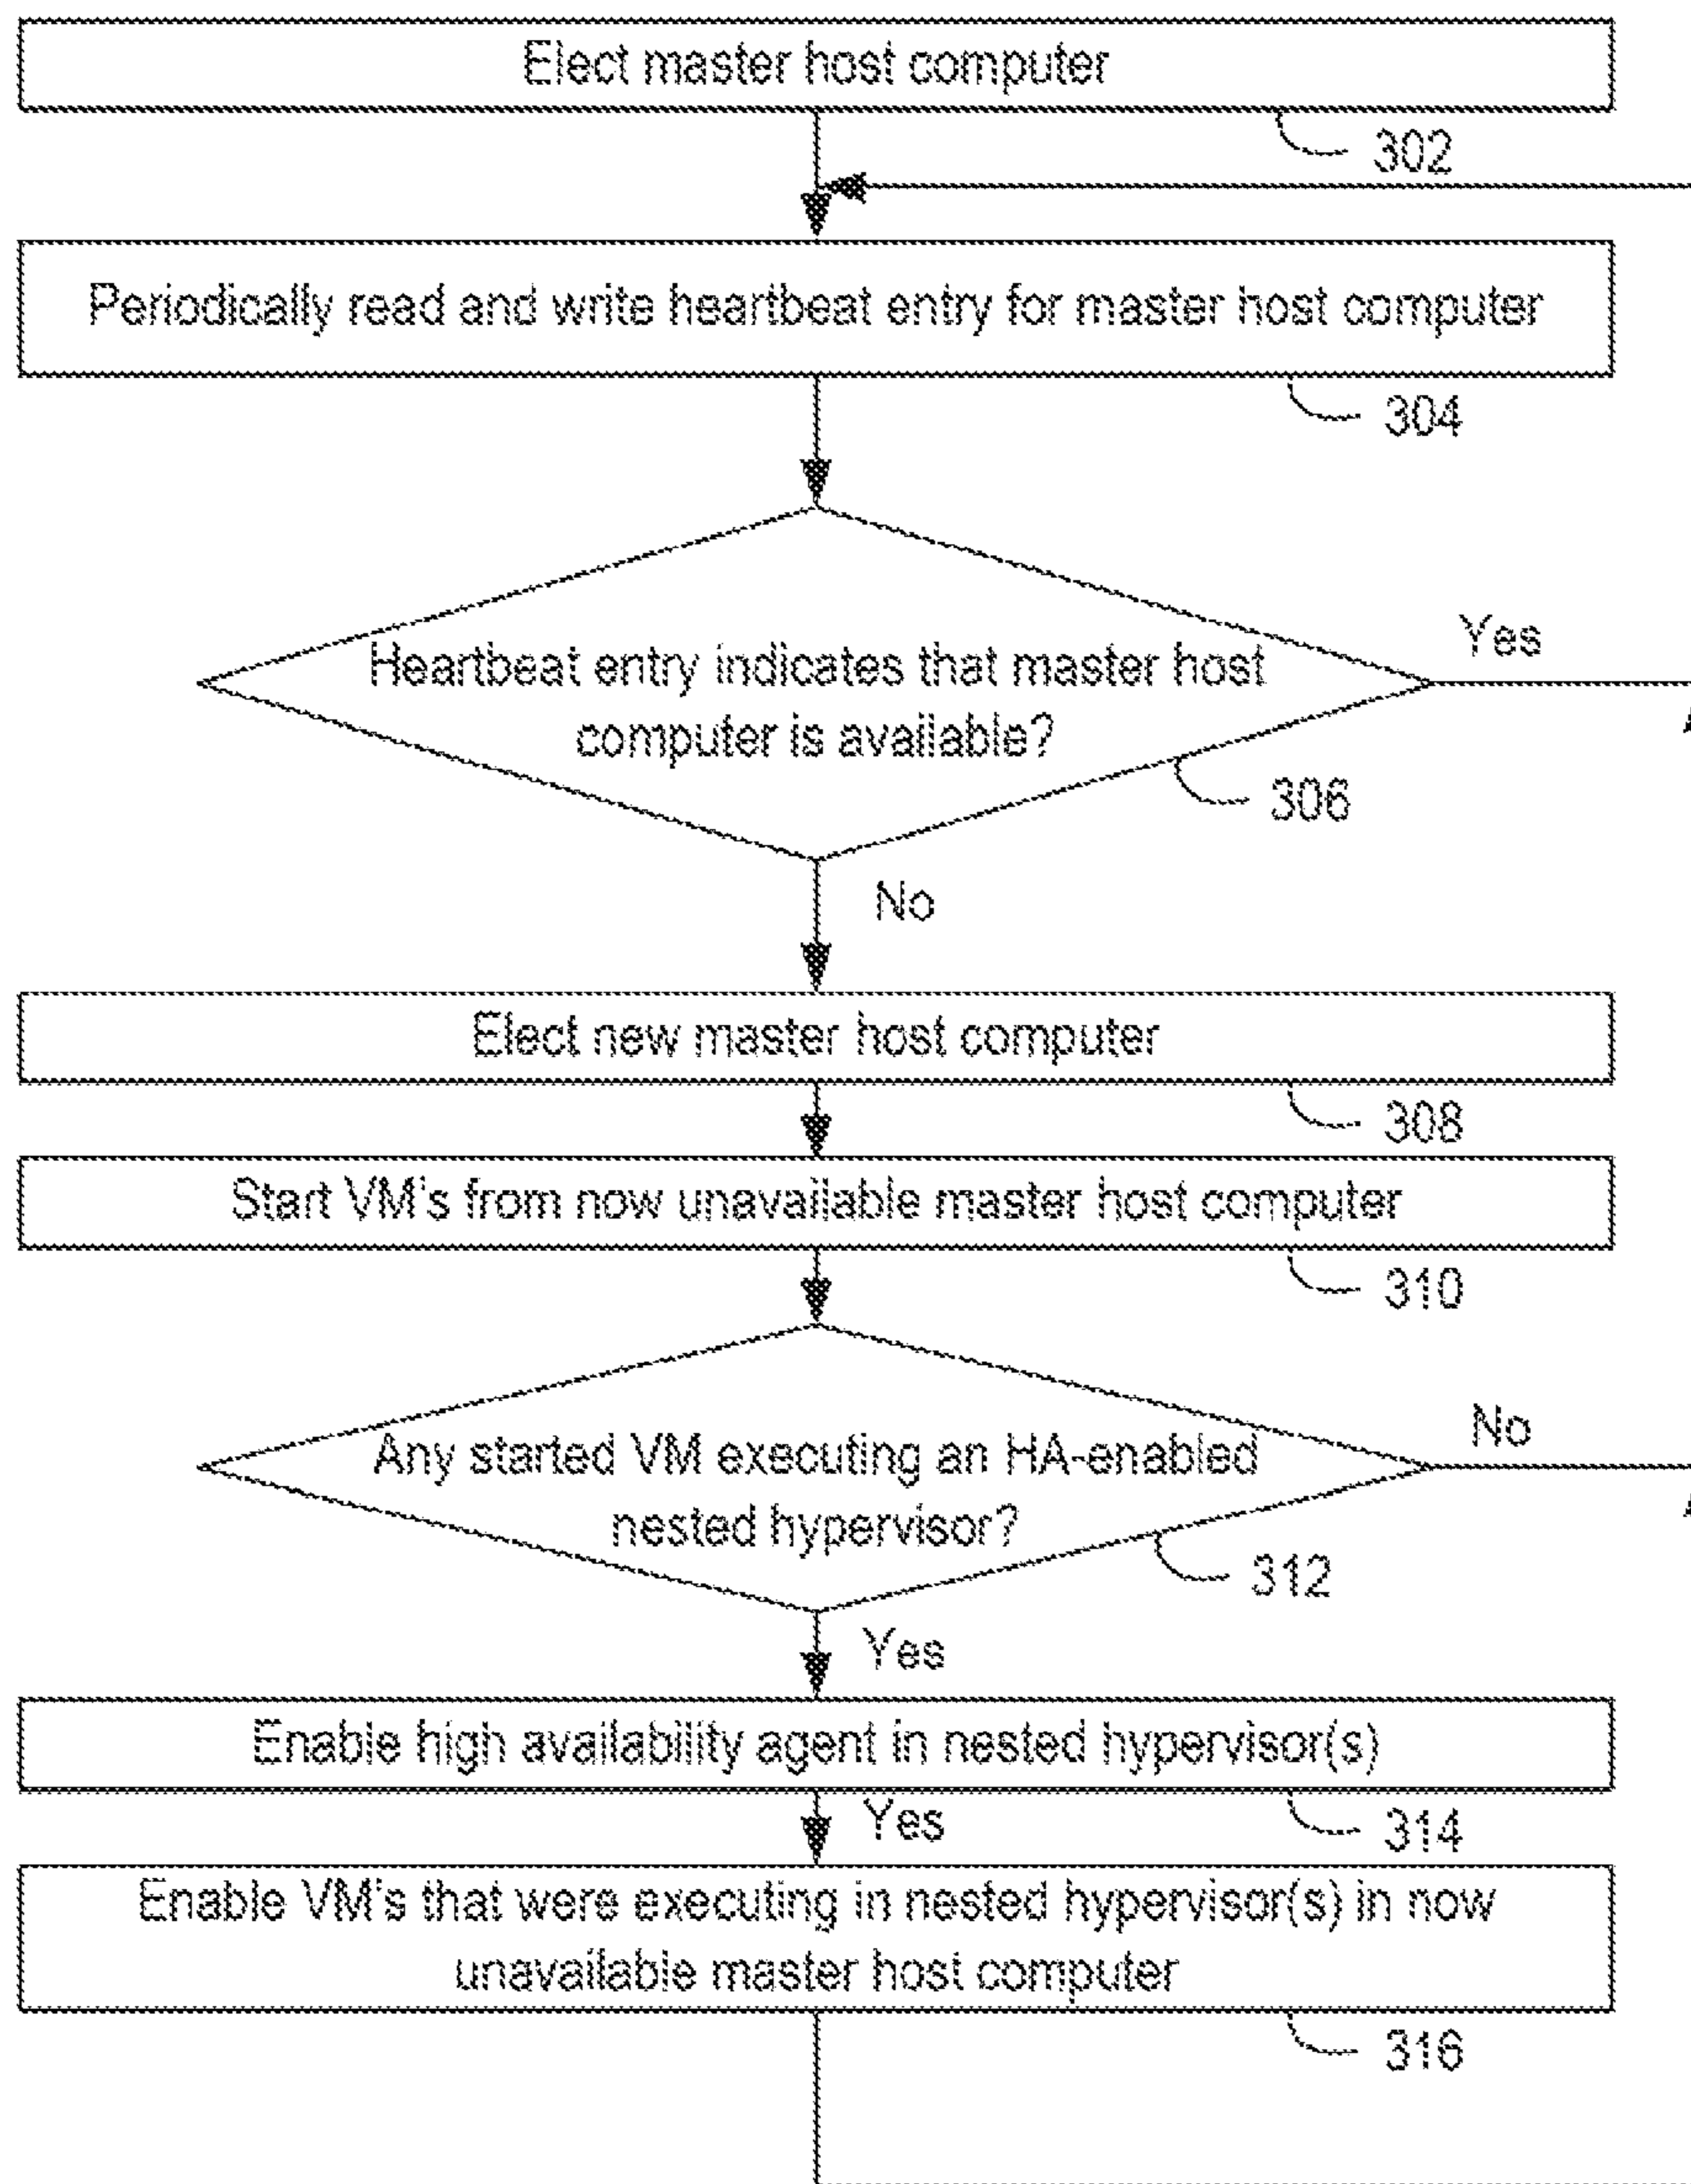 Elect master host computer
302
Periodically read and write heartbeat entry for master host computer
304
Heartbeat entry indicates that master host
computer is available?
Yes
306
No
Elect new master host computer
308
Start VM's from now unavailable master host computer
310
Any started VM executing an HA-enabled
nested hypervisor?
No
312
Yes
Enable high availability agent in nested hypervisor(s)
Yes
314
Enable VM's that were executing in nested hypervisor(s) in now
unavailable master host computer
316